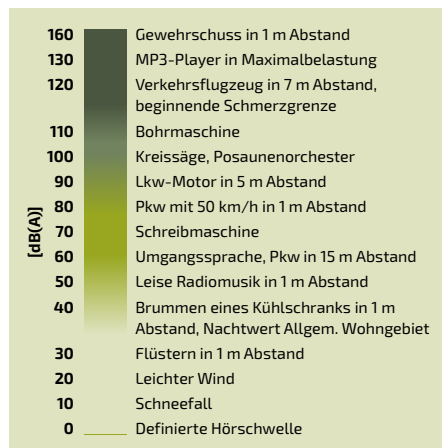 160 Gewehrschuss in 1 m Abstand
130 MP3-Player in Maximalbelastung
120 Verkehrsflugzeug in 7 m Abstand,
beginnende Schmerzgrenze
110 Bohrmaschine
100 Kreissäge, Posaunenorchester
90 Lkw-Motor in 5 m Abstand
80 Pkw mit 50 km/h in 1 m Abstand
70 Schreibmaschine
60 Umgangssprache, Pkw in 15 m Abstand
50 Leise Radiomusik in 1 m Abstand
40 Brummen eines Kühlschranks in 1 m
Abstand, Nachtwert Allgem. Wohngebiet
30 Flüstern in 1 m Abstand
20 Leichter Wind
10 Schneefall
0 Definierte Hörschwelle
[dB(A)]